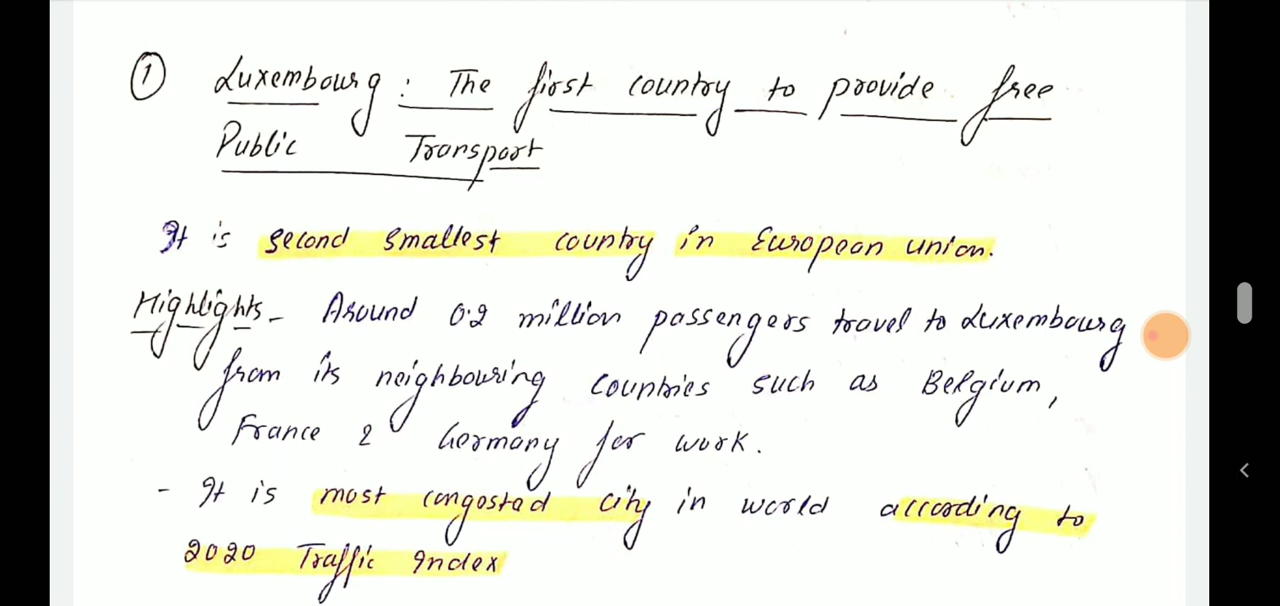 ① Luxembourg : The first country to provide free
Public Transport
It is second smallest country in European union.
Highlights - Around 0.2 million passengers travel to Luxembourg
from its neighbouring countries such as Belgium,
France & Germany for work.
- It is most congostad city in world according to
2020 Traffic Index